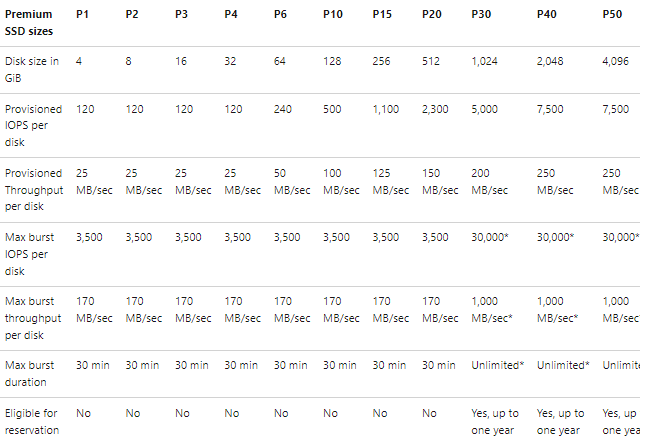 Premium SSD sizes P1 P2 P3 P4 P6 P10 P15 P20 P30 P40 P50
Disk size in GiB 4 8 16 32 64 128 256 512 1,024 2,048 4,096
Provisioned IOPS per disk 120 120 120 120 240 500 1,100 2,300 5,000 7,500 7,500
Provisioned Throughput per disk 25 MB/sec 25 MB/sec 25 MB/sec 25 MB/sec 50 MB/sec 100 MB/sec 125 MB/sec 150 MB/sec 200 MB/sec 250 MB/sec 250 MB/sec
Max burst IOPS per disk 3,500 3,500 3,500 3,500 3,500 3,500 3,500 3,500 30,000* 30,000* 30,000*
Max burst throughput per disk 170 MB/sec 170 MB/sec 170 MB/sec 170 MB/sec 170 MB/sec 170 MB/sec 170 MB/sec 170 MB/sec 1,000 MB/sec* 1,000 MB/sec* 1,000 MB/sec
Max burst duration 30 min 30 min 30 min 30 min 30 min 30 min 30 min 30 min Unlimited* Unlimited*
Eligible for reservation No No No No No No No No Yes, up to one year Yes, up to one year Yes, up one